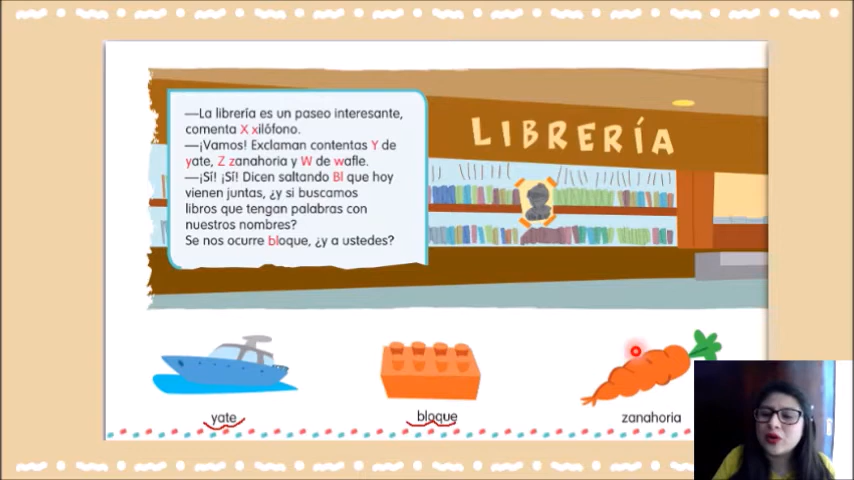 —La librería es un paseo interesante,
comenta X xilófono.
—¡Vamos! Exclaman contentas Y de
yate, Z zanahoria y W de wafle.
—¡Sí! ¡Sí! Dicen saltando Bl que hoy
vienen juntas, ¿y si buscamos
libros que tengan palabras con
nuestros nombres?
Se nos ocurre bloque, ¿y a ustedes?
LIBRERÍA
yate
bloque
zanahoria